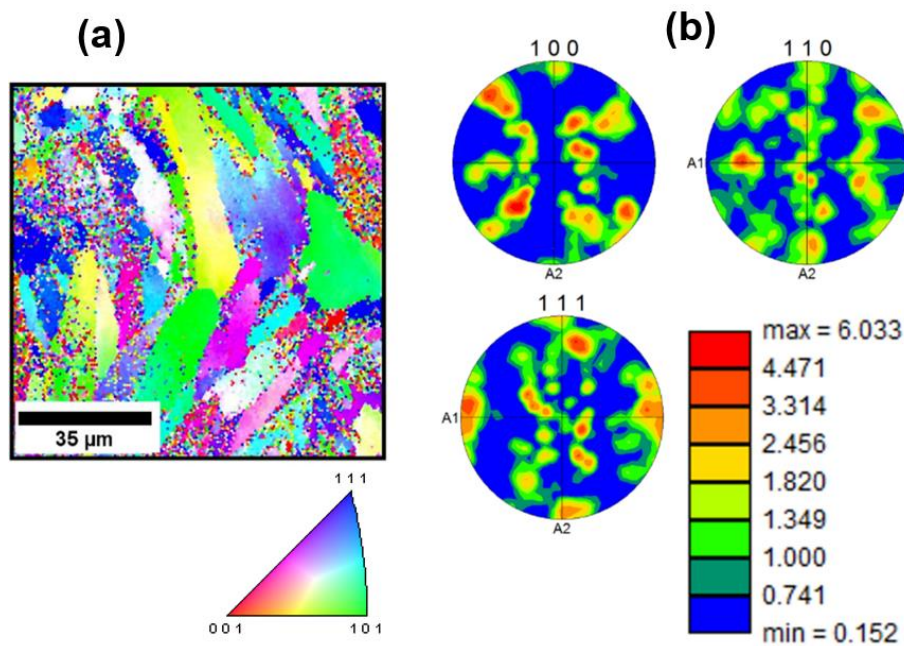 (a)
(b)
1 0 0
1 1 0
A1
A2
A2
1 1 1
A1
A2
35 µm
1 1 1
0 0 1
1 0 1
max = 6.033
4.471
3.314
2.456
1.820
1.349
1.000
0.741
min = 0.152